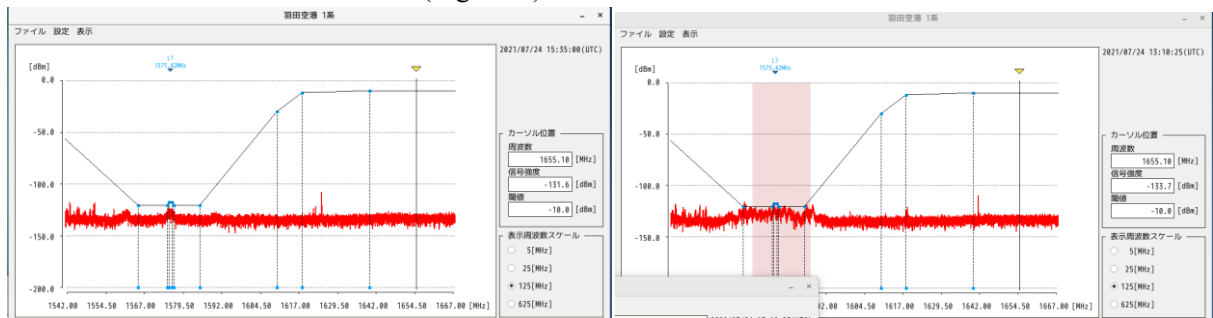 羽田空港 1系
ファイル 設定 表示
2021/07/24 15:35:00(UTC)
[dBm]
L1
1575.42MHz
0.0
-50.0
-100.0
-150.0
-200.0
1542.00 1554.50 1567.00 1579.50 1592.00 1604.50 1617.00 1629.50 1642.00 1654.50 1667.00 [MHz]
カーソル位置
周波数
1655.10 [MHz]
信号強度
-131.6 [dBm]
閾値
-10.0 [dBm]
表示周波数スケール
5[MHz]
25[MHz]
125[MHz]
625[MHz]
羽田空港 1系
ファイル 設定 表示
2021/07/24 13:10:25(UTC)
[dBm]
L1
1575.42MHz
0.0
-50.0
-100.0
-150.0
2.00 1604.50 1617.00 1629.50 1642.00 1654.50 1667.00 [MHz]
カーソル位置
周波数
1655.10 [MHz]
信号強度
-133.7 [dBm]
閾値
-10.0 [dBm]
表示周波数スケール
5[MHz]
25[MHz]
125[MHz]
625[MHz]